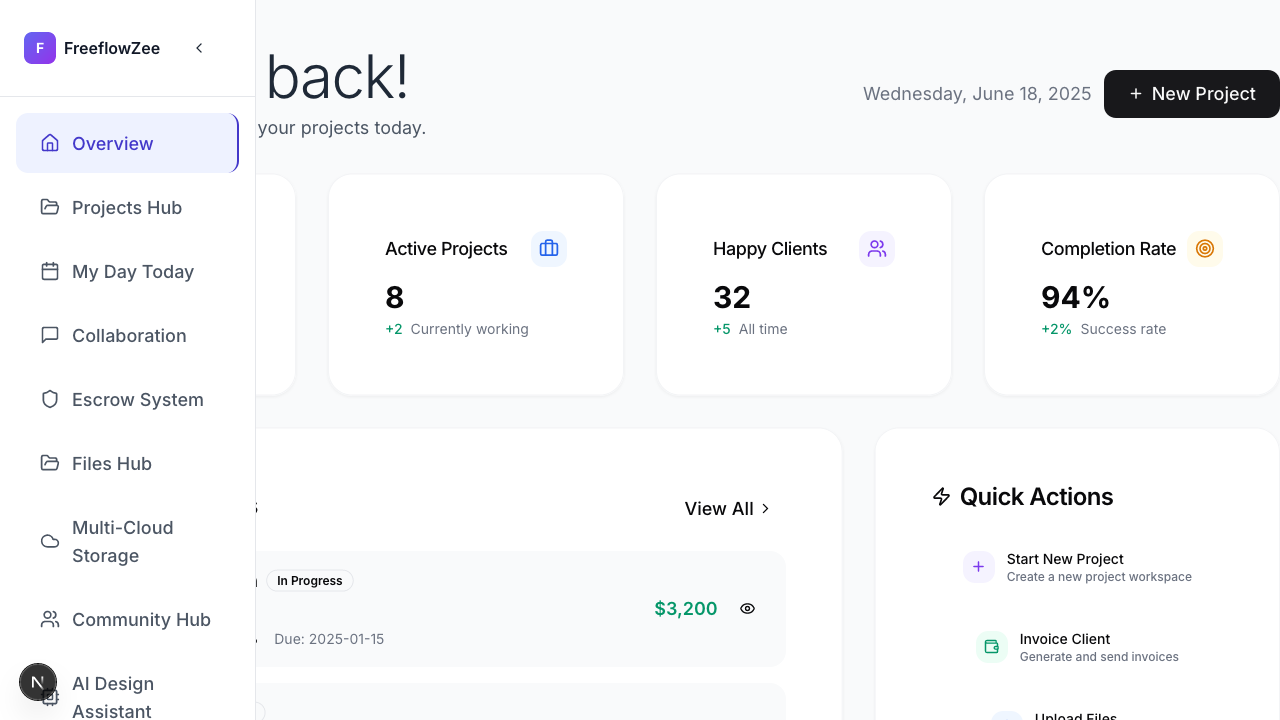 F FreeflowZee
Overview
Projects Hub
My Day Today
Collaboration
Escrow System
Files Hub
Multi-Cloud
Storage
Community Hub
AI Design
Assistant
N
back!
your projects today.
Wednesday, June 18, 2025
+ New Project
Active Projects
8
+2 Currently working
Happy Clients
32
+5 All time
Completion Rate
94%
+2% Success rate
View All
In Progress
$3,200
Due: 2025-01-15
Quick Actions
Start New Project
Create a new project workspace
Invoice Client
Generate and send invoices
Upload Files